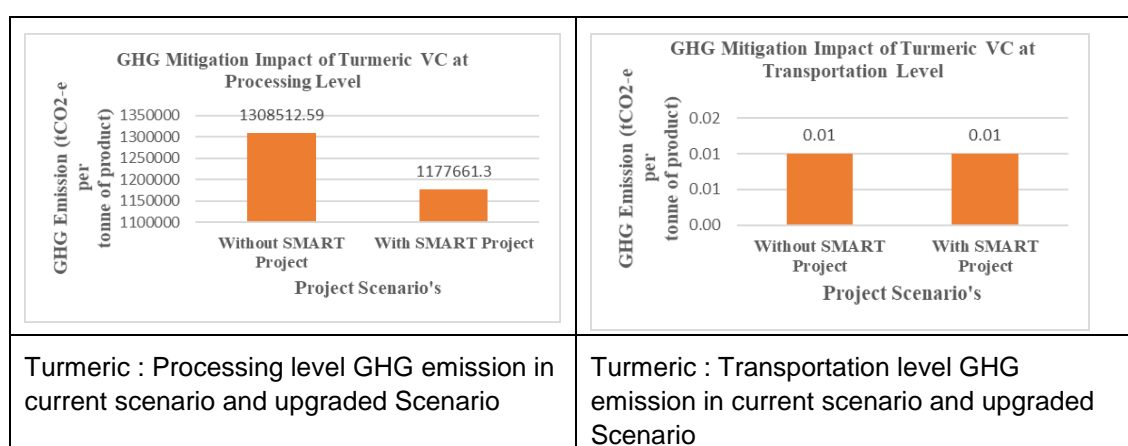 GHG Mitigation Impact of Turmeric VC at
Processing Level
GHG Emission (tCO2-e
per
tonne of product)
1350000
1300000
1250000
1200000
1150000
1100000
1308512.59
1177661.3
Without SMART
Project
With SMART Project
Project Scenario's
GHG Mitigation Impact of Turmeric VC at
Transportation Level
GHG Emission (tCO2-e
per
tonne of product)
0.02
0.01
0.01
0.00
0.01
0.01
Without SMART
Project
With SMART
Project
Project Scenario's
Turmeric : Processing level GHG emission in
current scenario and upgraded Scenario
Turmeric : Transportation level GHG
emission in current scenario and upgraded
Scenario